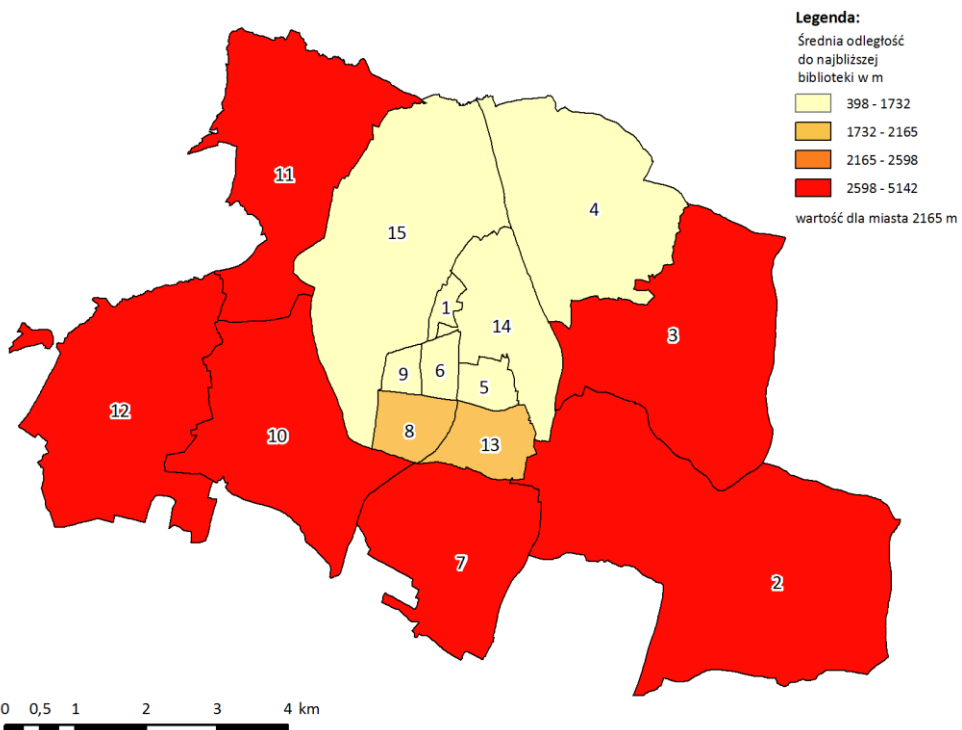 Legenda:
Średnia odległość
do najbliższej
biblioteki w m
398 - 1732
1732 - 2165
2165 - 2598
2598 - 5142
wartość dla miasta 2165 m
11
4
15
1
14
3
6
9
5
12
8
10
13
7
2
0 0,5 1 2 3 4 km